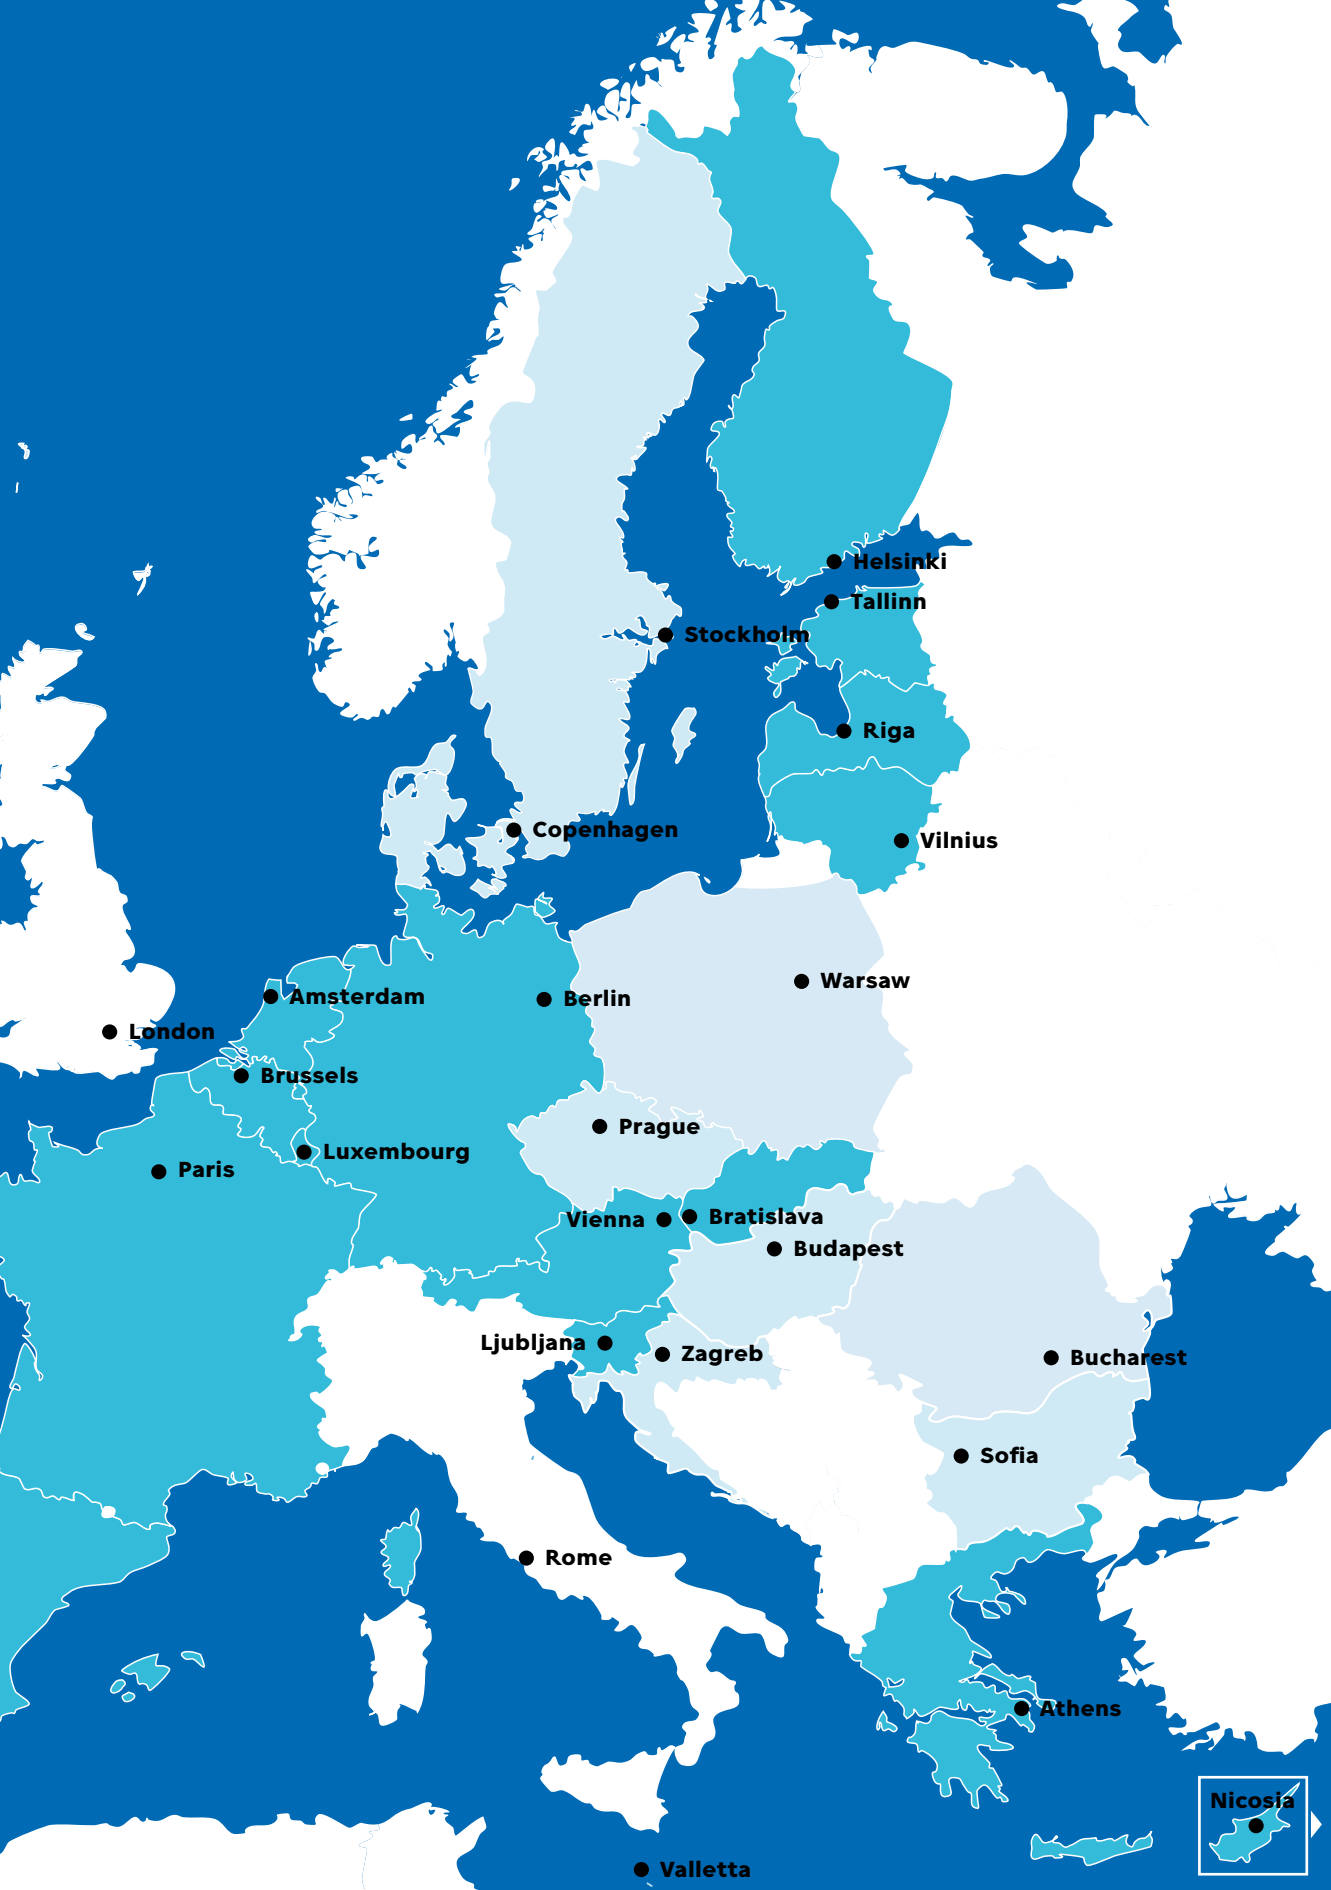 Helsinki
Tallinn
Stockholm
Riga
Copenhagen
Vilnius
Warsaw
Amsterdam
Berlin
London
Brussels
Prague
Luxembourg
Paris
Vienna
Bratislava
Budapest
Ljubljana
Zagreb
Bucharest
Sofia
Rome
Athens
Nicosia
Valletta